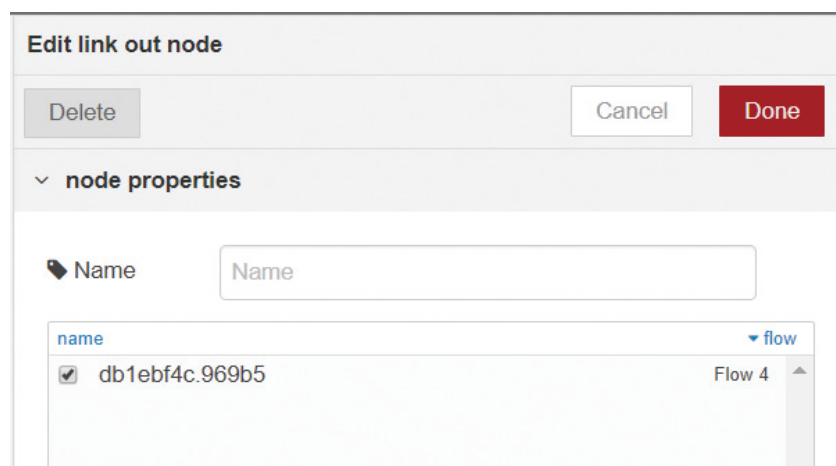 Edit link out node
Delete Cancel Done
node properties
Name Name
name flow
db1ebf4c.969b5 Flow 4